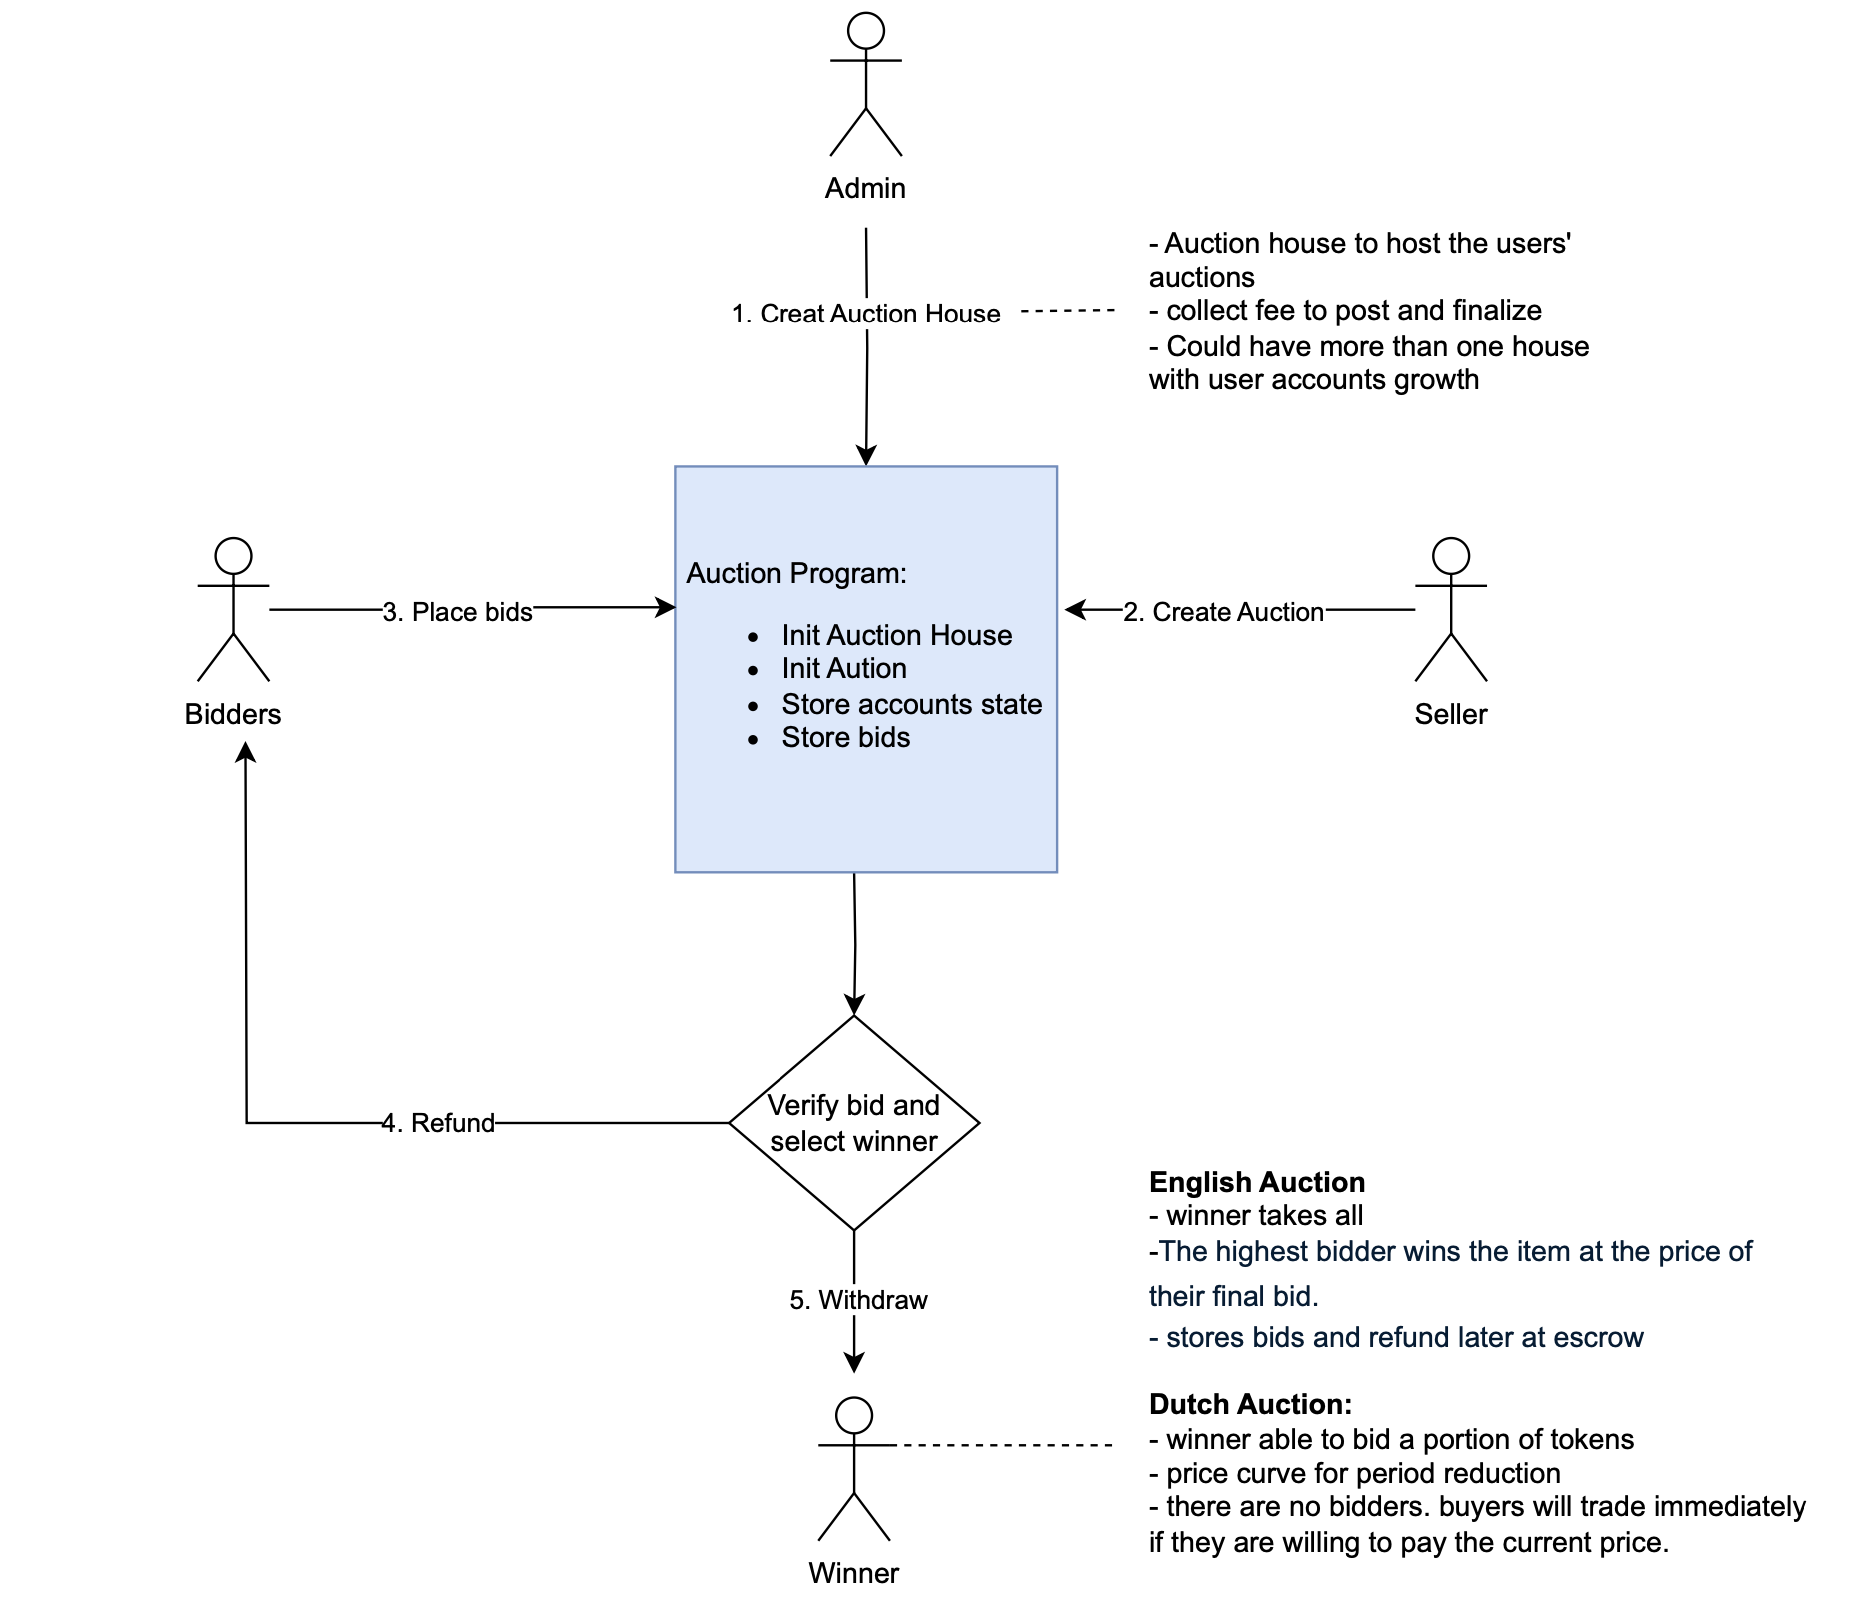 Admin
- Auction house to host the users'
auctions
- collect fee to post and finalize
- Could have more than one house
with user accounts growth
1. Creat Auction House
Auction Program:
• Init Auction House
• Init Aution
• Store accounts state
• Store bids
3. Place bids
2. Create Auction
Bidders
Seller
Verify bid and
select winner
4. Refund
5. Withdraw
English Auction
- winner takes all
-The highest bidder wins the item at the price of
their final bid.
- stores bids and refund later at escrow
Dutch Auction:
- winner able to bid a portion of tokens
- price curve for period reduction
- there are no bidders. buyers will trade immediately
if they are willing to pay the current price.
Winner